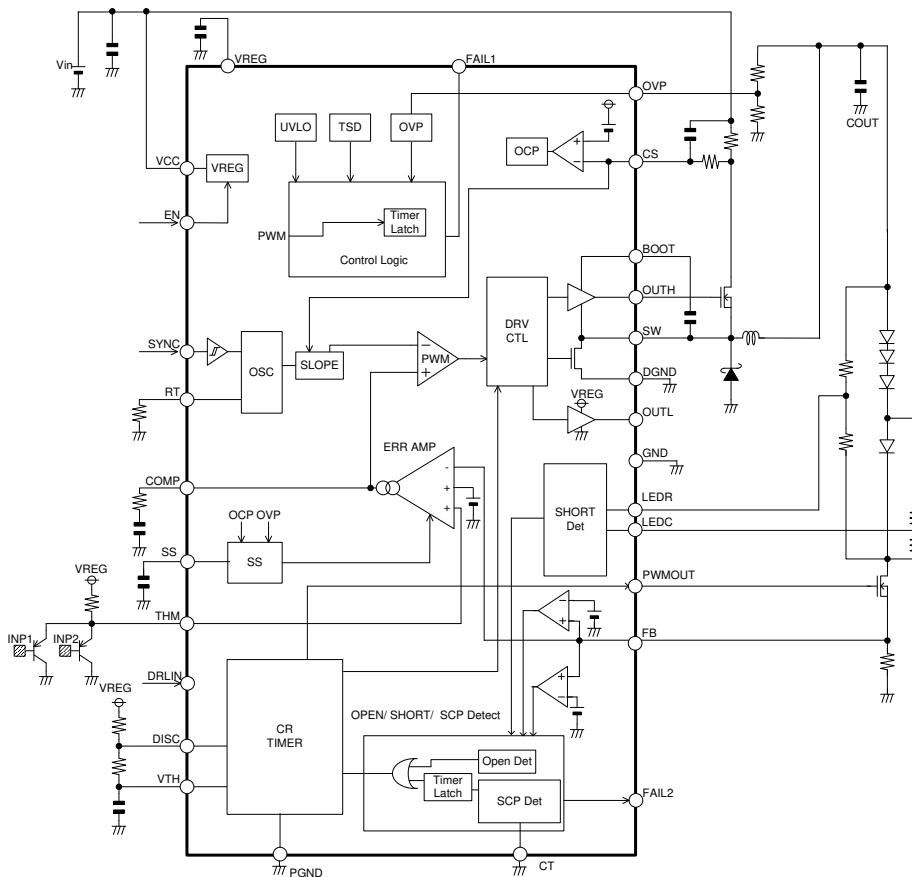 VREG
FAIL1
Vin
OVP
COUT
UVLO
TSD
OVP
OCP
CS
VCC
VREG
EN
Timer
Latch
PWM
Control Logic
BOOT
OUTH
SYNC
OSC
SLOPE
PWM
DRV
CTL
SW
DGND
RT
VREG
OUTL
ERR AMP
GND
COMP
SHORT
Det
LEDR
LEDC
OCP OVP
SS
SS
VREG
PWMOUT
THM
INP1
INP2
FB
DRLIN
VREG
CR
TIMER
OPEN/ SHORT/ SCP Detect
DISC
Open Det
Timer
Latch
SCP Det
VTH
FAIL2
PGND
CT